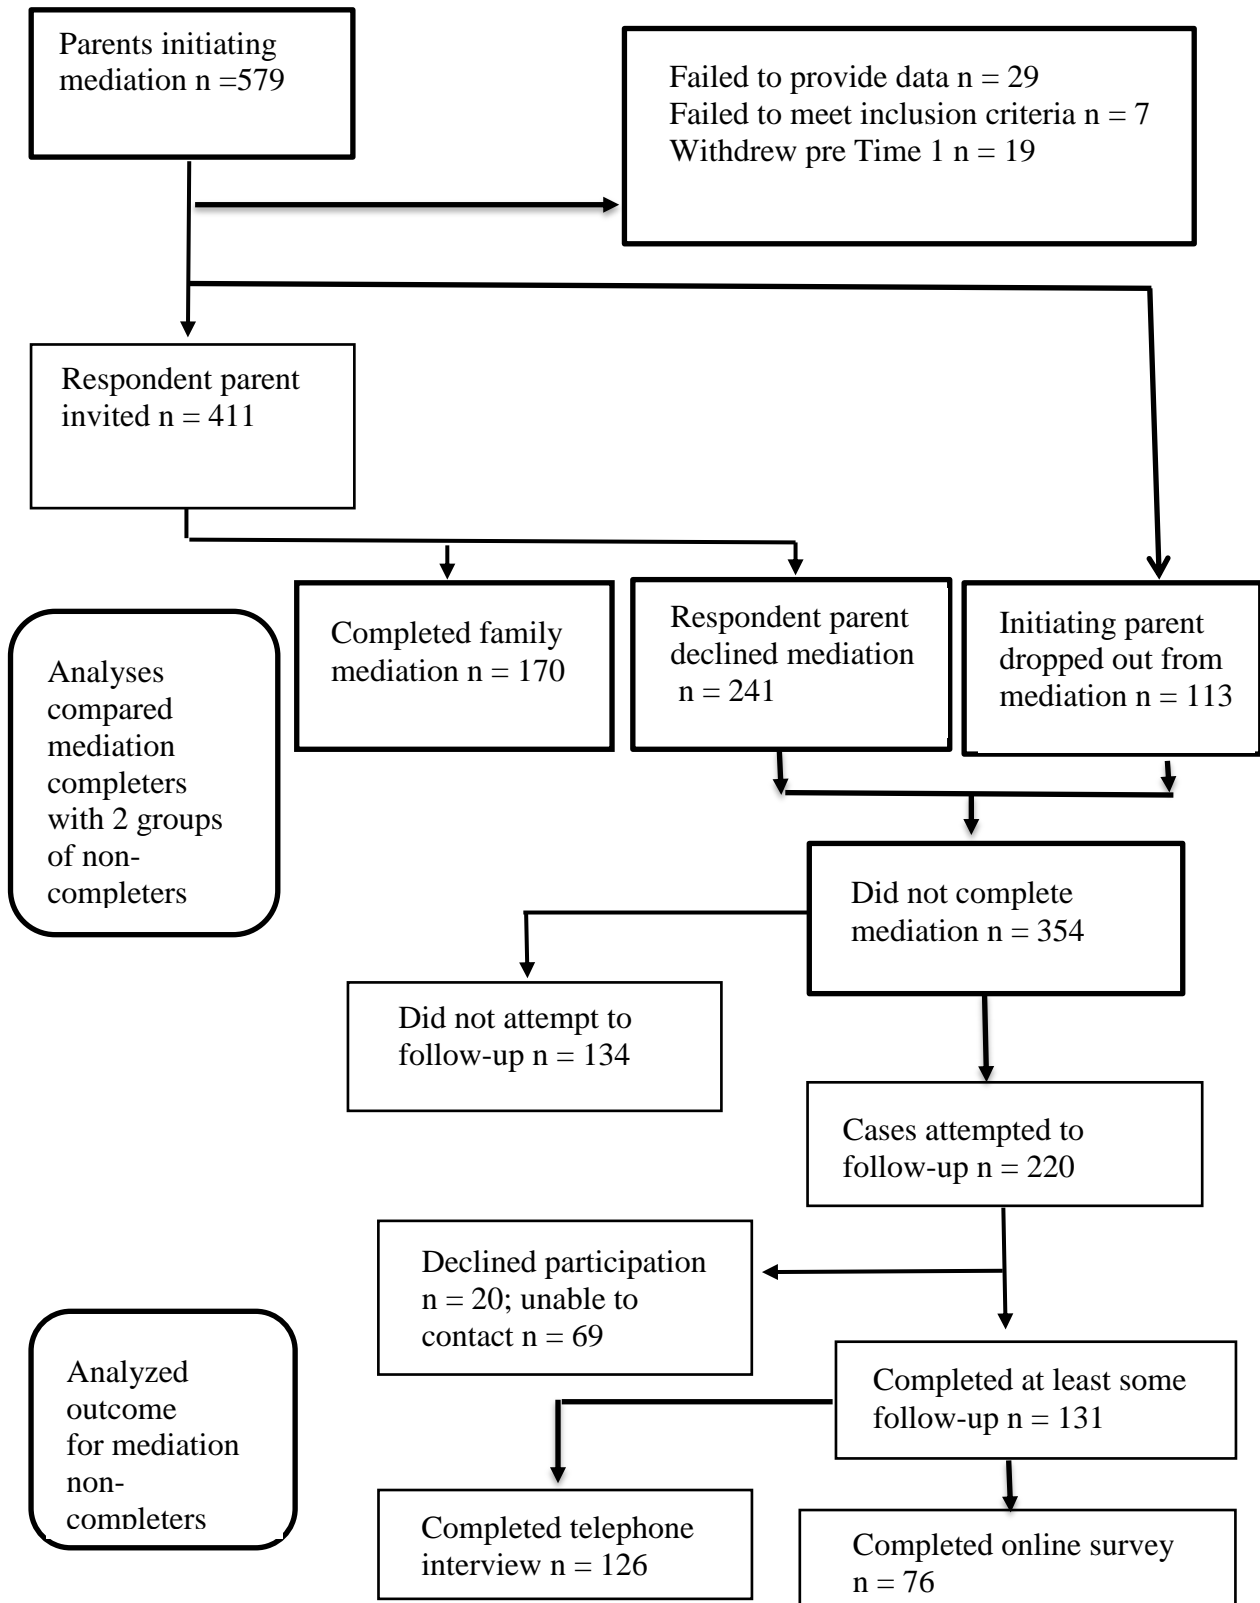 Parents initiating
mediation n =579
Failed to provide data n = 29
Failed to meet inclusion criteria n = 7
Withdrew pre Time 1 n = 19
Respondent parent
invited n = 411
Completed family
mediation n = 170
Respondent parent
declined mediation
n = 241
Initiating parent
dropped out from
mediation n = 113
Analyses
compared
mediation
completers
with 2 groups
of non-
completers
Did not complete
mediation n = 354
Did not attempt to
follow-up n = 134
Cases attempted to
follow-up n = 220
Declined participation
n = 20; unable to
contact n = 69
Completed at least some
follow-up n = 131
Analyzed
outcome
for mediation
non-
completers
Completed telephone
interview n = 126
Completed online survey
n = 76